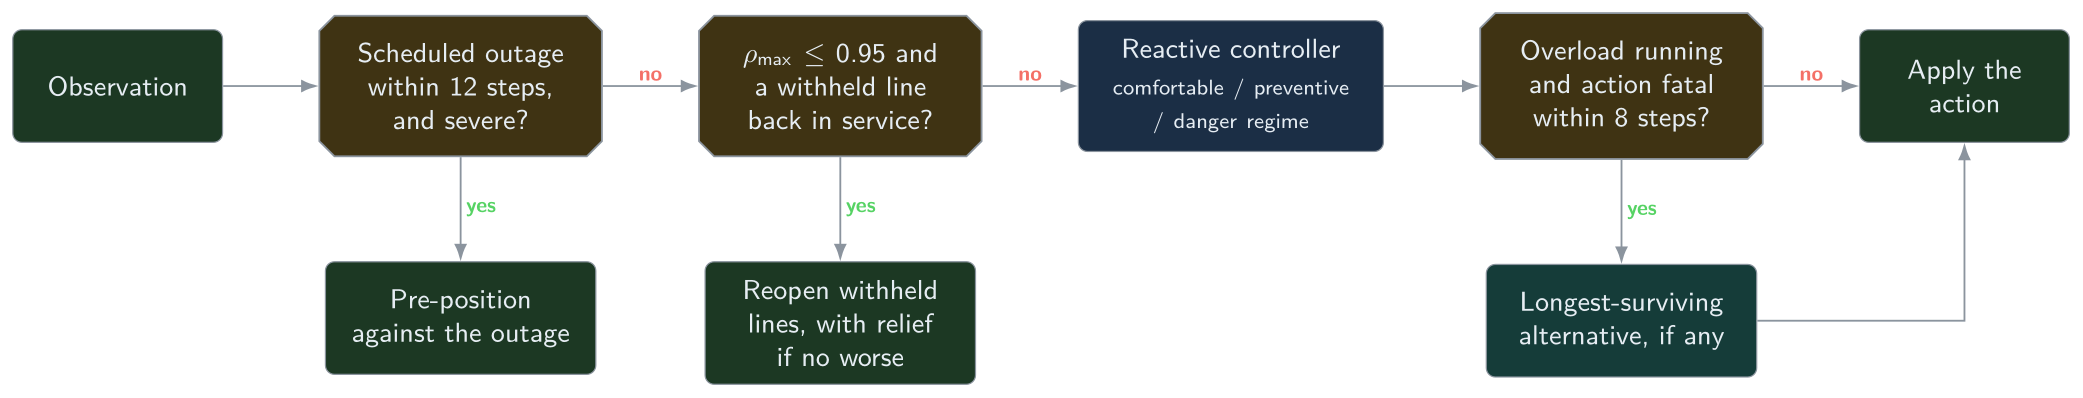 Observation
Scheduled outage
within 12 steps,
and severe?
no
ρmax ≤ 0.95 and
a withheld line
back in service?
no
Reactive controller
comfortable / preventive
/ danger regime
Overload running
and action fatal
within 8 steps?
no
Apply the
action
yes
yes
yes
Pre-position
against the outage
Reopen withheld
lines, with relief
if no worse
Longest-surviving
alternative, if any